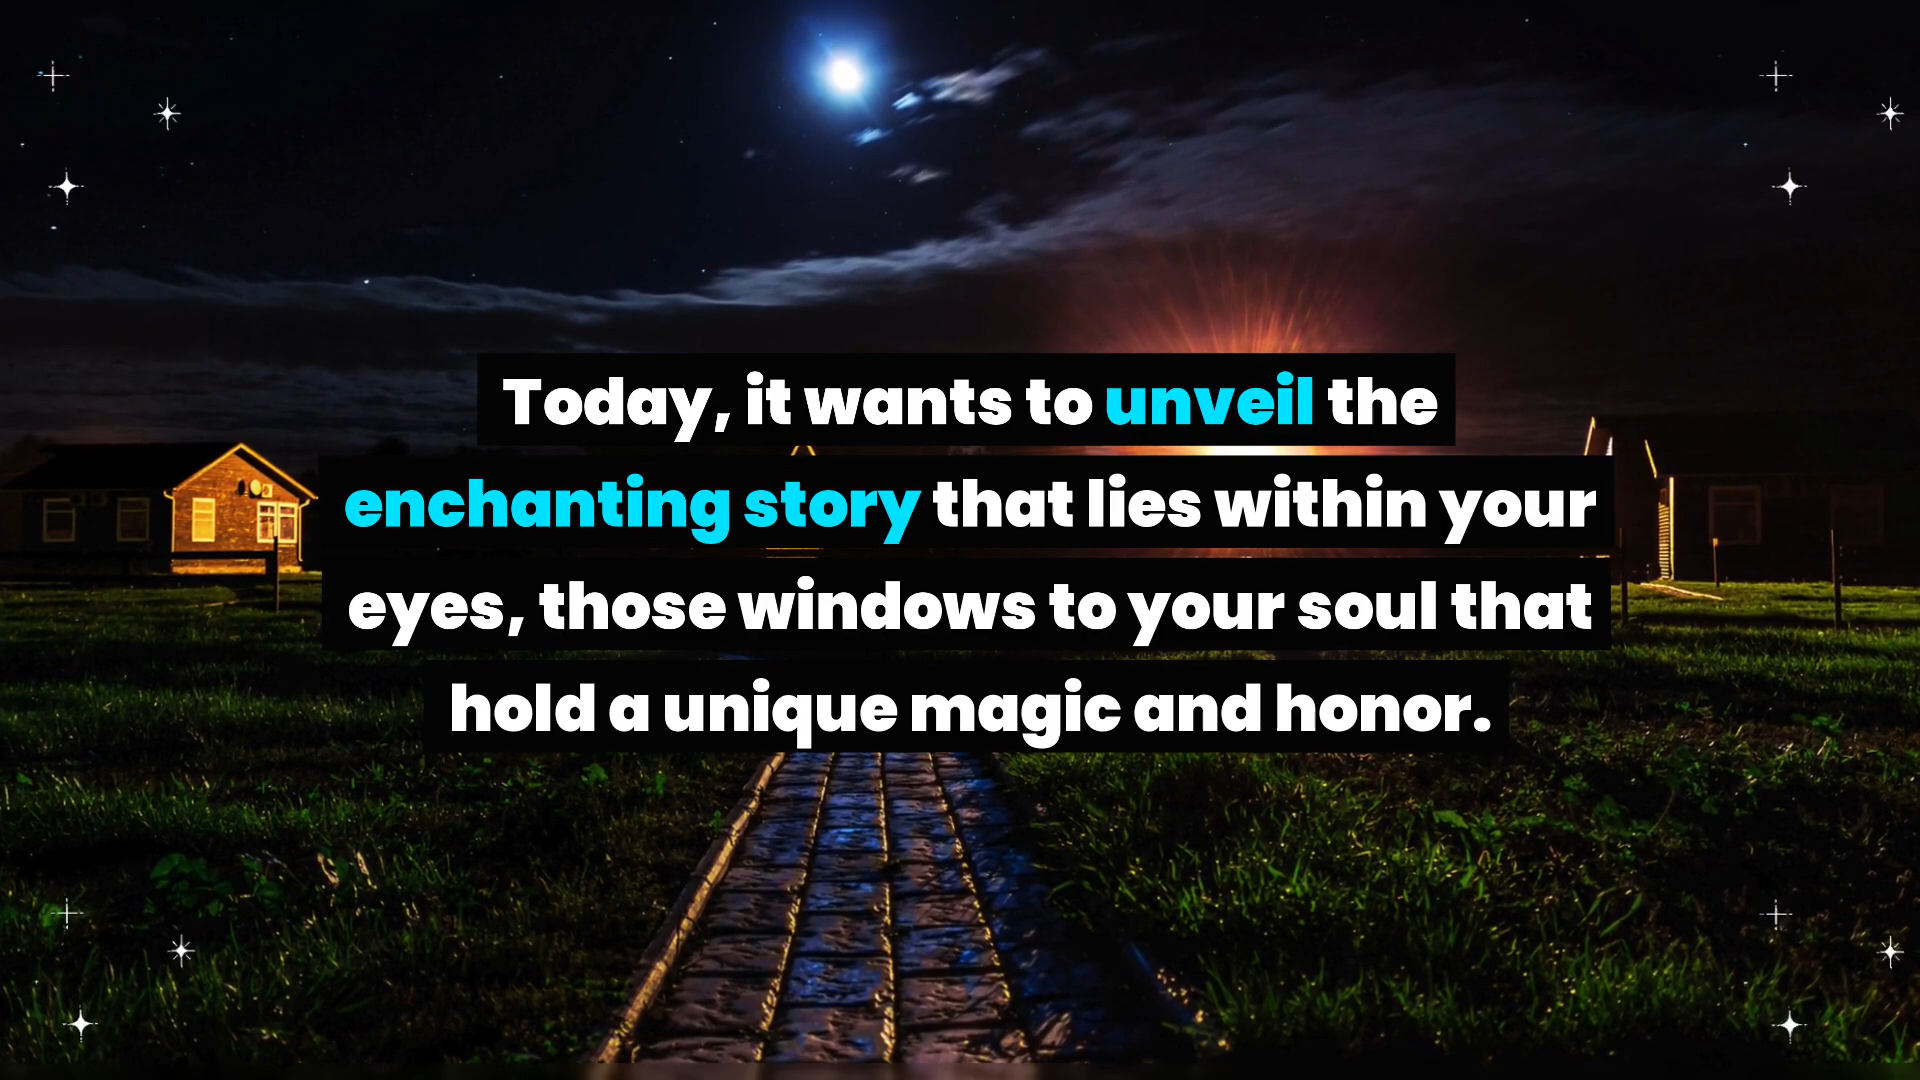 Today, it wants to unveil the
enchanting story that lies within your
eyes, those windows to your soul that
hold a unique magic and honor.